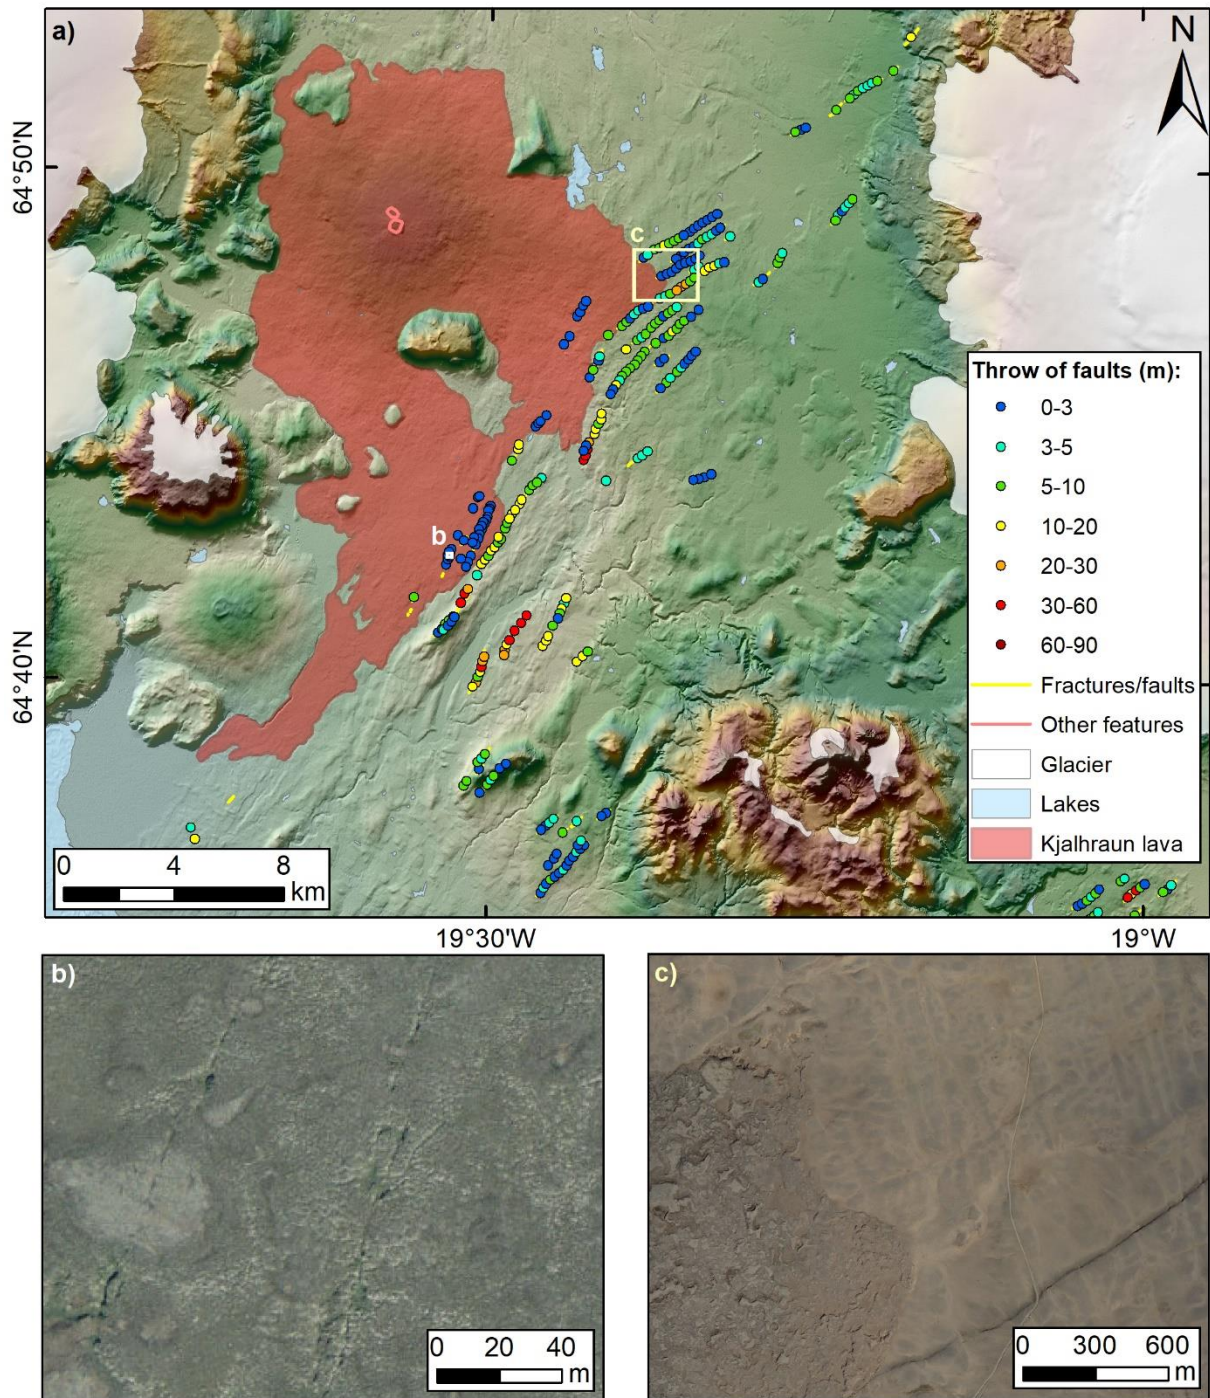 a)
N
64°50'N
c
Throw of faults (m):
0-3
3-5
5-10
10-20
20-30
30-60
60-90
Fractures/faults
Other features
Glacier
Lakes
Kjalhraun lava
b
64°40'N
0 4 8
km
19°30'W
19°W
b)
c)
0 20 40
m
0 300 600
m